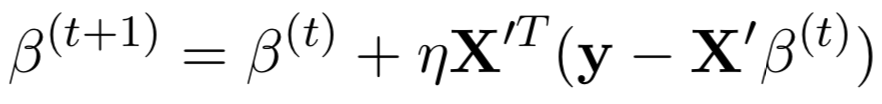 β^{(t+1)} = β^{(t)} + η𝐗′^{T}(𝐲 − 𝐗′β^{(t)})